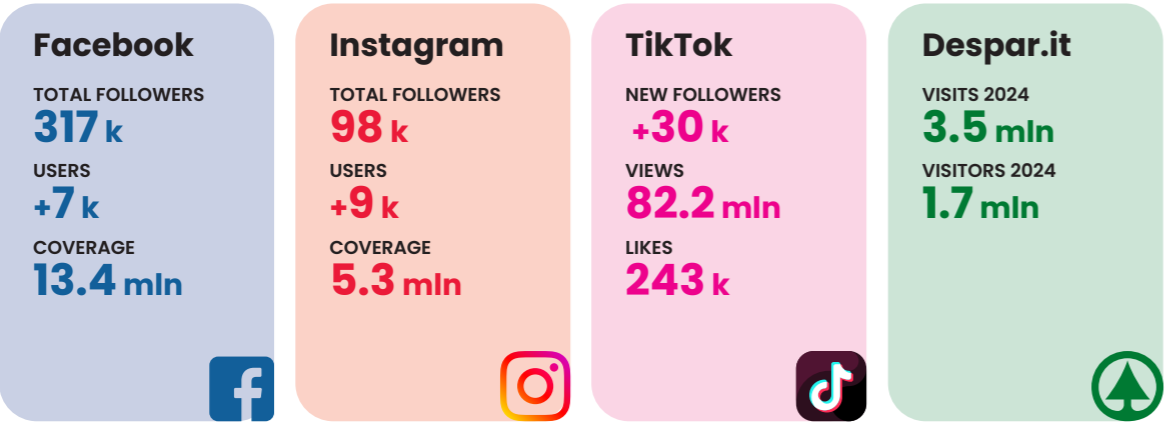 Facebook
TOTAL FOLLOWERS
317 k
USERS
+7 k
COVERAGE
13.4 mln
Instagram
TOTAL FOLLOWERS
98 k
USERS
+9 k
COVERAGE
5.3 mln
TikTok
NEW FOLLOWERS
+30 k
VIEWS
82.2 mln
LIKES
243 k
Despar.it
VISITS 2024
3.5 mln
VISITORS 2024
1.7 mln